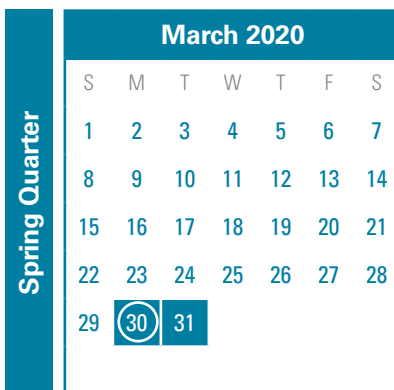 Spring Quarter
March 2020
S M T W T F S
1 2 3 4 5 6 7
8 9 10 11 12 13 14
15 16 17 18 19 20 21
22 23 24 25 26 27 28
29 30 31